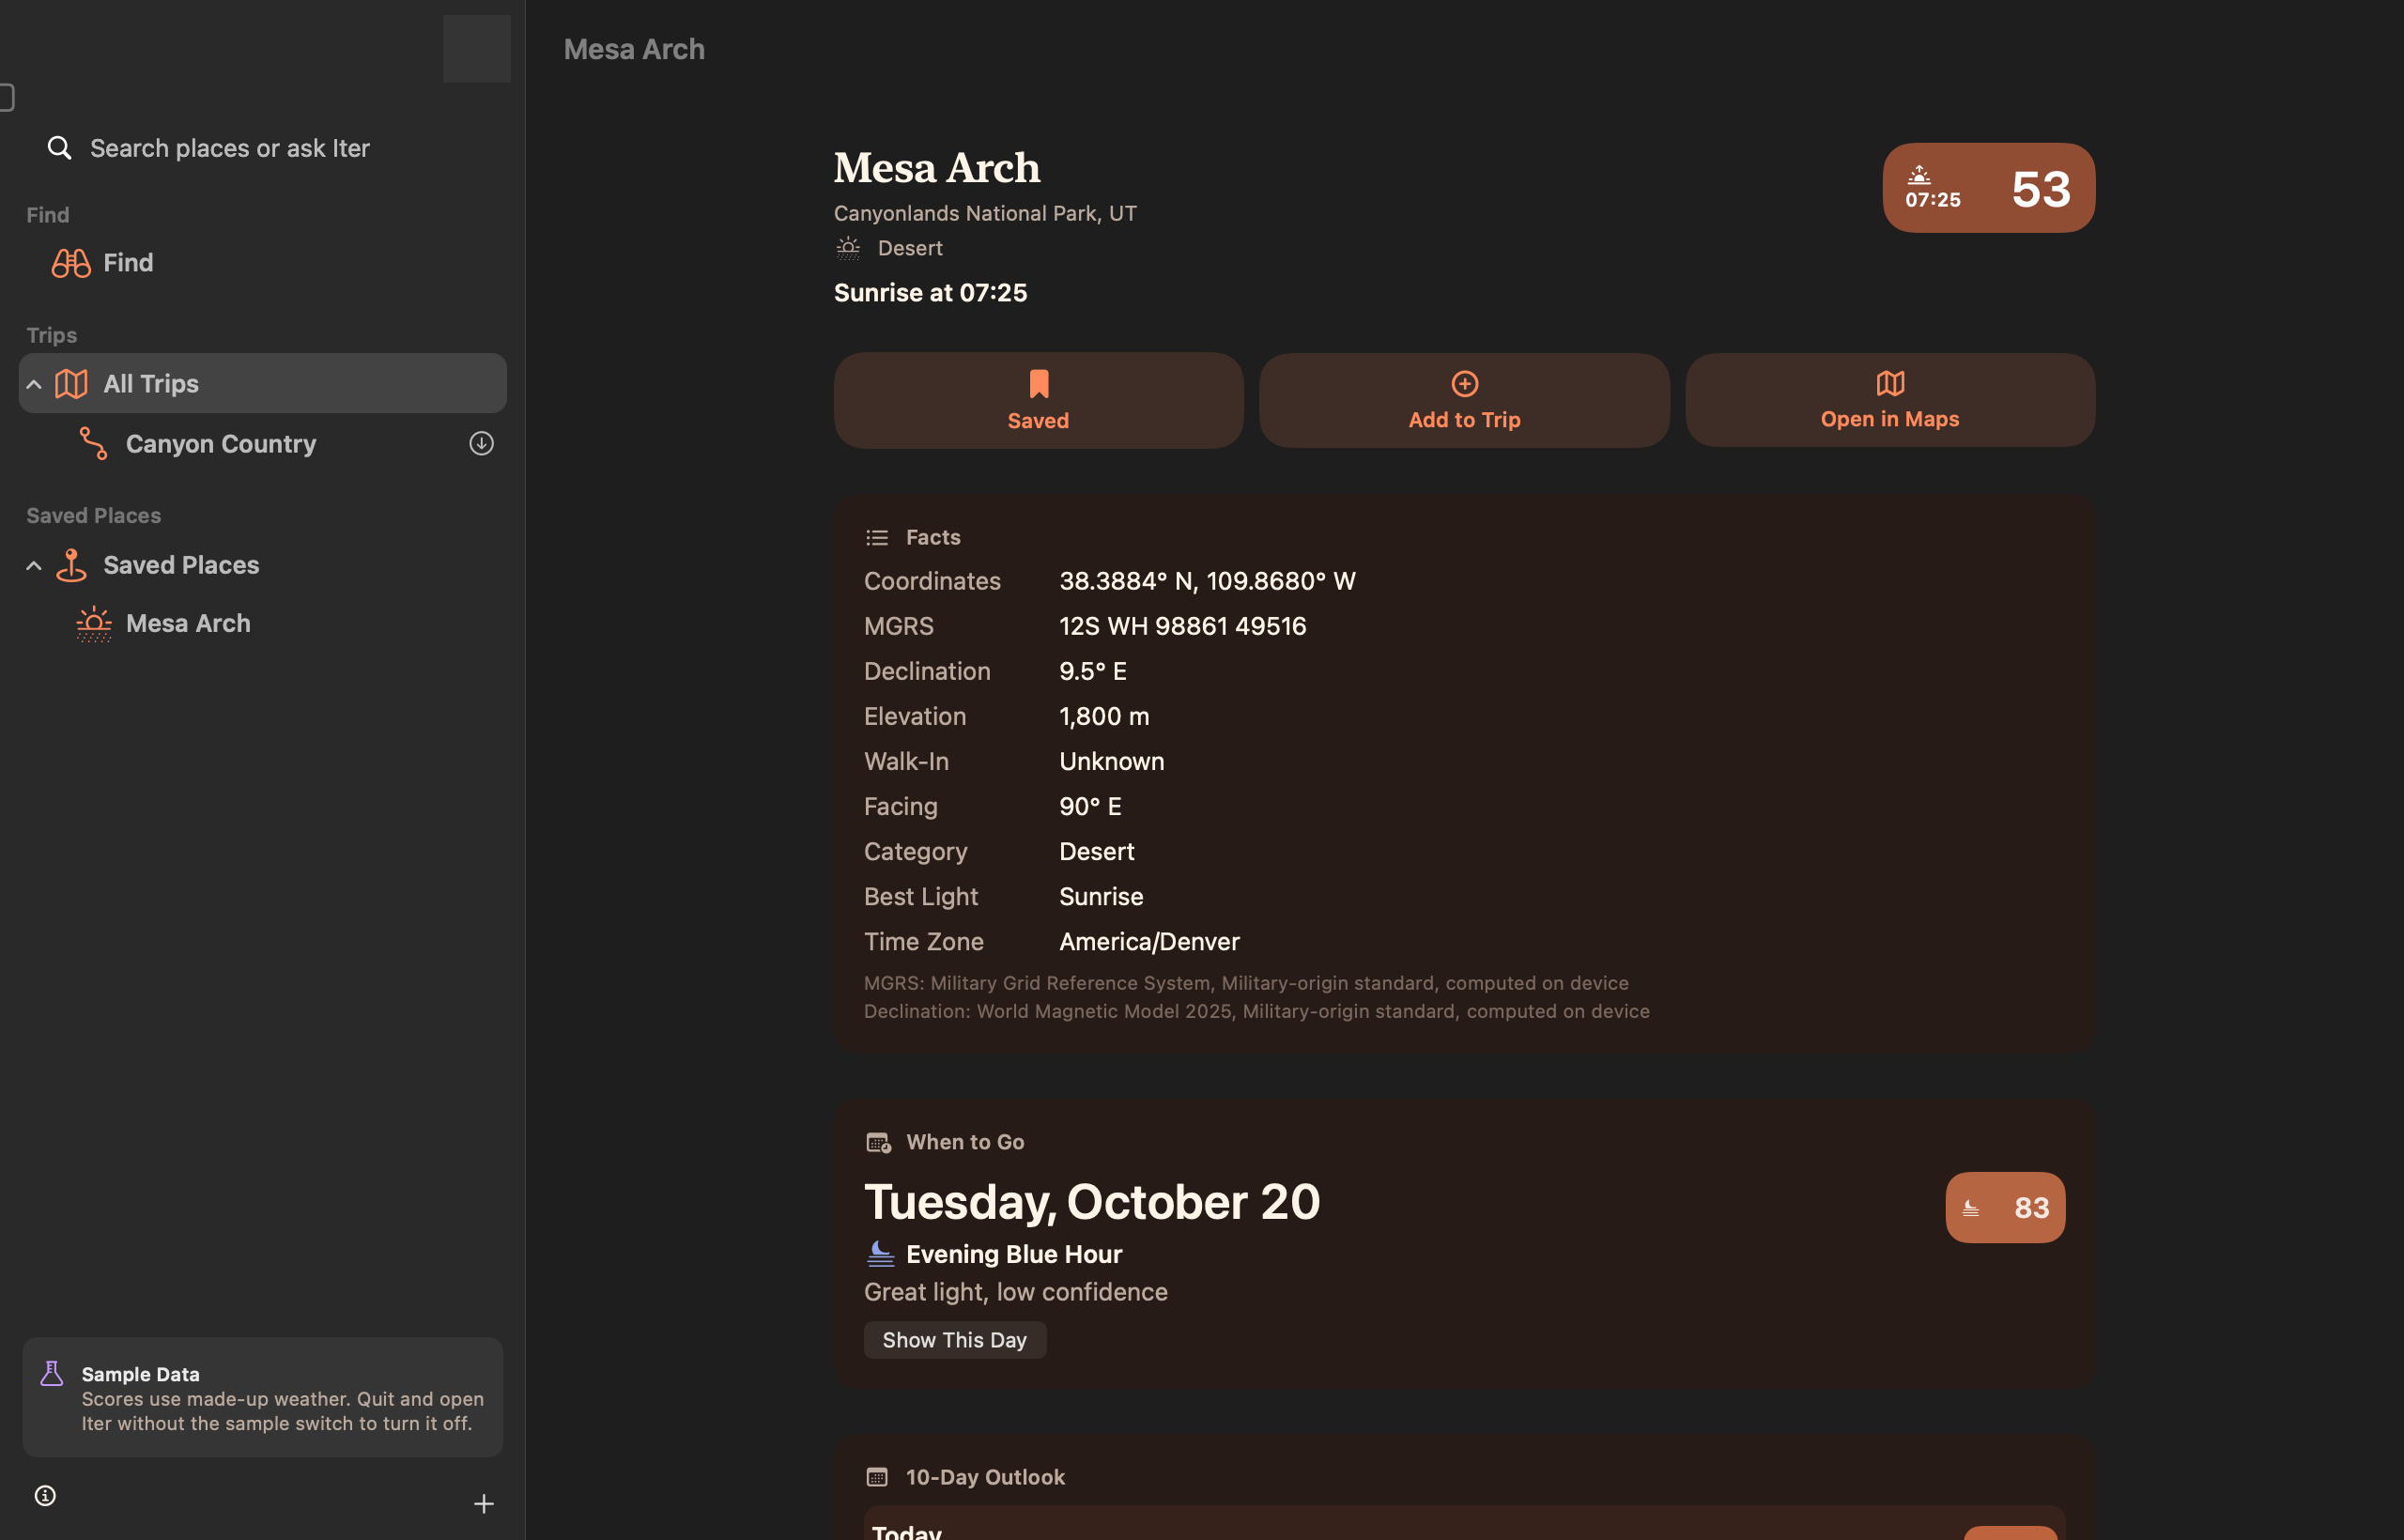 Mesa Arch
Search places or ask Iter
Find
Find
Trips
All Trips
Canyon Country
Saved Places
Saved Places
Mesa Arch
Sample Data
Scores use made-up weather. Quit and open
Iter without the sample switch to turn it off.
Mesa Arch
Canyonlands National Park, UT
Desert
Sunrise at 07:25
07:25
53
Saved
Add to Trip
Open in Maps
Facts
Coordinates 38.3884° N, 109.8680° W
MGRS 12S WH 98861 49516
Declination 9.5° E
Elevation 1,800 m
Walk-In Unknown
Facing 90° E
Category Desert
Best Light Sunrise
Time Zone America/Denver
MGRS: Military Grid Reference System, Military-origin standard, computed on device
Declination: World Magnetic Model 2025, Military-origin standard, computed on device
When to Go
Tuesday, October 20
83
Evening Blue Hour
Great light, low confidence
Show This Day
10-Day Outlook
Today